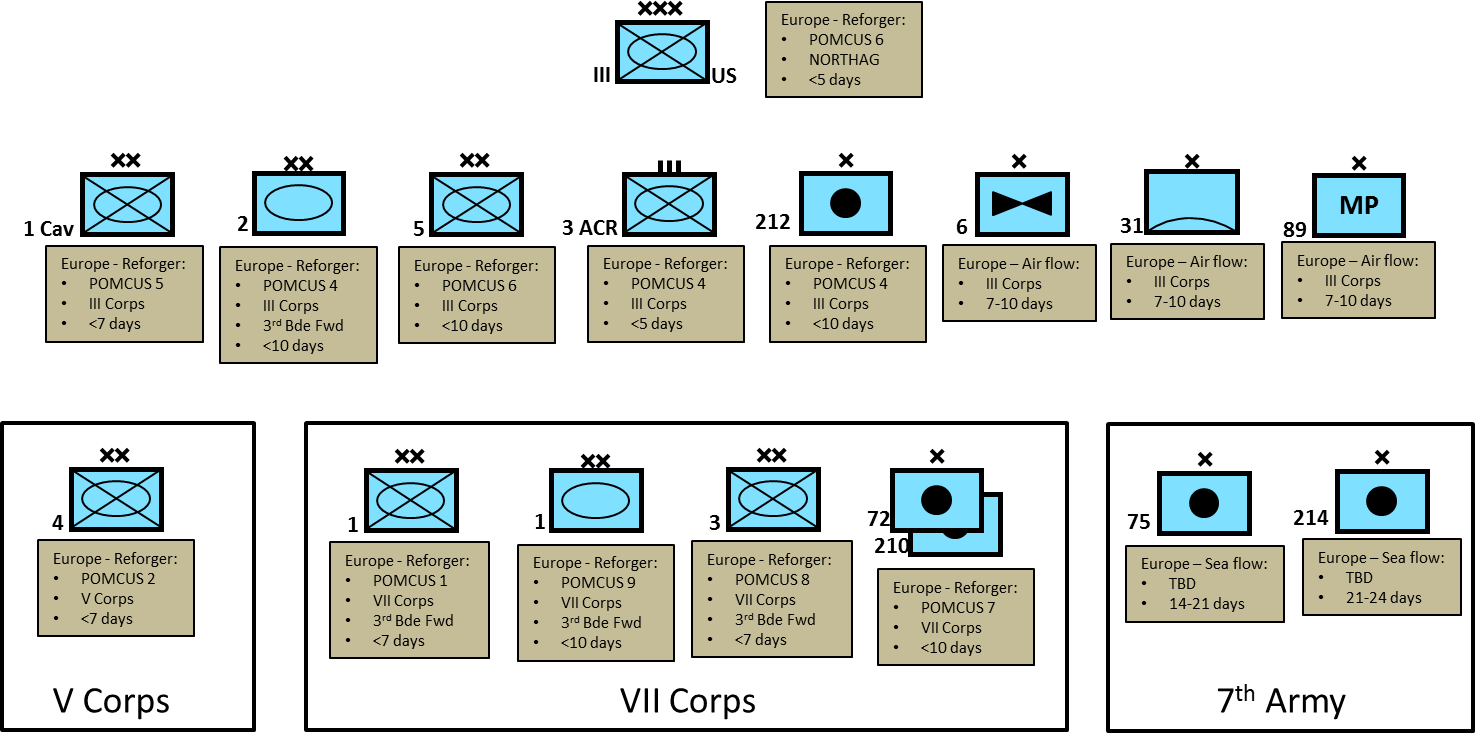 III
US
Europe - Reforger:
• POMCUS 6
• NORTHAG
• <5 days
1 Cav
Europe - Reforger:
• POMCUS 5
• III Corps
• <7 days
2
Europe - Reforger:
• POMCUS 4
• III Corps
• 3rd Bde Fwd
• <10 days
5
Europe - Reforger:
• POMCUS 6
• III Corps
• <10 days
3 ACR
Europe - Reforger:
• POMCUS 4
• III Corps
• <5 days
212
Europe - Reforger:
• POMCUS 4
• III Corps
• <10 days
6
Europe – Air flow:
• III Corps
• 7-10 days
31
Europe – Air flow:
• III Corps
• 7-10 days
MP
89
Europe – Air flow:
• III Corps
• 7-10 days
4
Europe - Reforger:
• POMCUS 2
• V Corps
• <7 days
V Corps
1
Europe - Reforger:
• POMCUS 1
• VII Corps
• 3rd Bde Fwd
• <7 days
1
Europe - Reforger:
• POMCUS 9
• VII Corps
• 3rd Bde Fwd
• <10 days
3
Europe - Reforger:
• POMCUS 8
• VII Corps
• 3rd Bde Fwd
• <7 days
72
210
Europe - Reforger:
• POMCUS 7
• VII Corps
• <10 days
VII Corps
75
Europe – Sea flow:
• TBD
• 14-21 days
214
Europe – Sea flow:
• TBD
• 21-24 days
7th Army